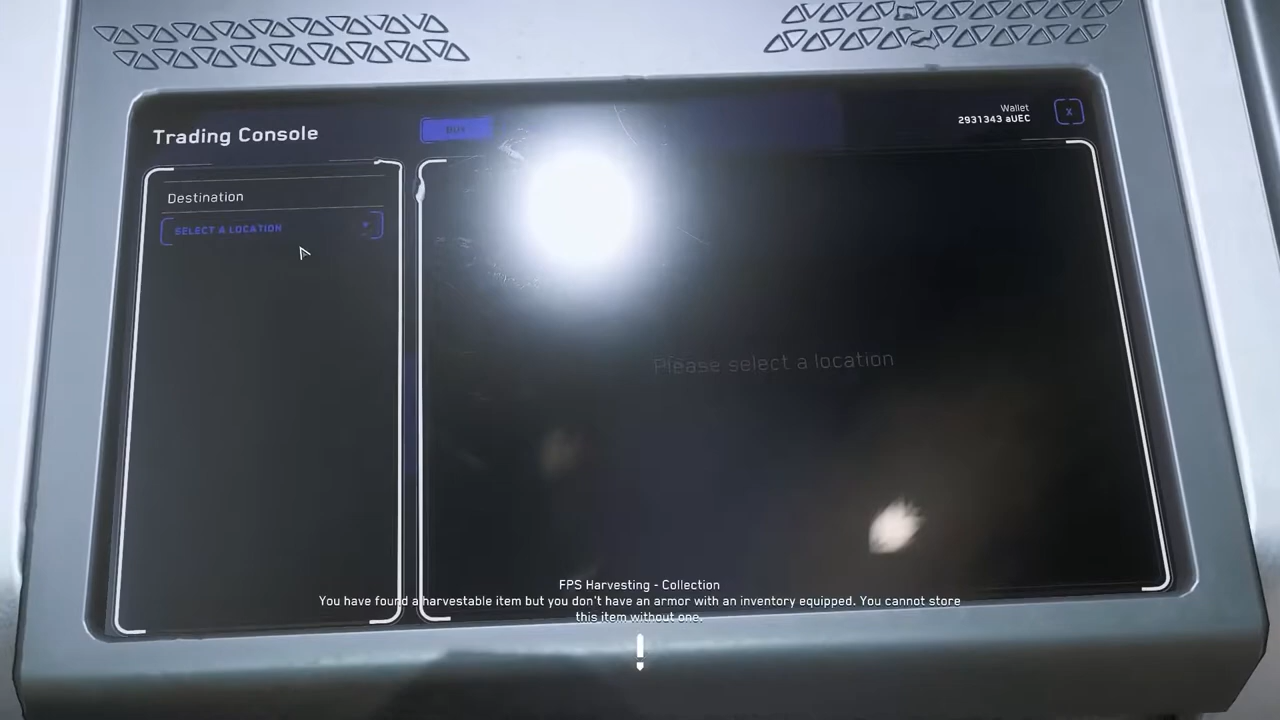 Trading Console
BUY
Wallet
2931343 aUEC
X
Destination
SELECT A LOCATION
Please select a location
FPS Harvesting - Collection
You have found a harvestable item but you don't have an armor with an inventory equipped. You cannot store
this item without one.